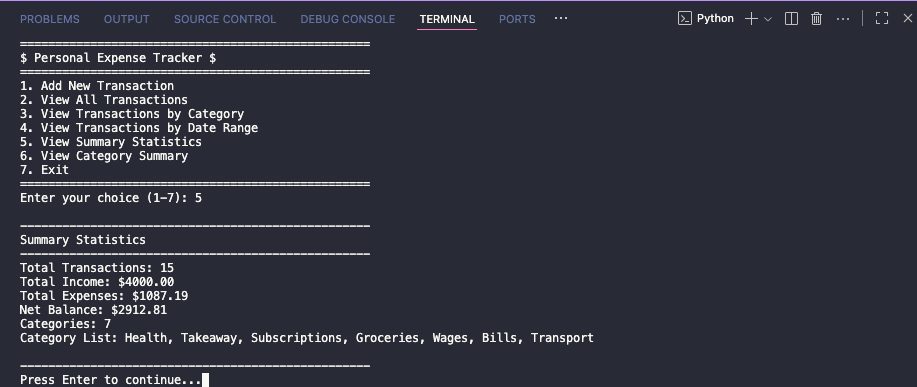 PROBLEMS OUTPUT SOURCE CONTROL DEBUG CONSOLE TERMINAL PORTS ··· Python ···
==================================================
$ Personal Expense Tracker $
==================================================
1. Add New Transaction
2. View All Transactions
3. View Transactions by Category
4. View Transactions by Date Range
5. View Summary Statistics
6. View Category Summary
7. Exit
==================================================
Enter your choice (1-7): 5
--------------------------------------------------
Summary Statistics
--------------------------------------------------
Total Transactions: 15
Total Income: $4000.00
Total Expenses: $1087.19
Net Balance: $2912.81
Categories: 7
Category List: Health, Takeaway, Subscriptions, Groceries, Wages, Bills, Transport
--------------------------------------------------
Press Enter to continue...